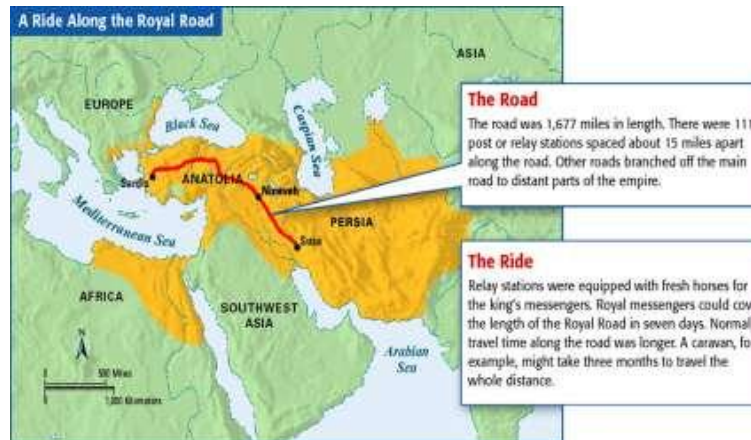 A Ride Along the Royal Road
ASIA
EUROPE
Black Sea
Caspian Sea
Sardis
ANATOLIA
Nineveh
Mediterranean Sea
PERSIA
Susa
AFRICA
SOUTHWEST
ASIA
Arabian
Sea
N
0
500 Miles
0
1,000 Kilometers
The Road
The road was 1,677 miles in length. There were 111
post or relay stations spaced about 15 miles apart
along the road. Other roads branched off the main
road to distant parts of the empire.
The Ride
Relay stations were equipped with fresh horses for
the king's messengers. Royal messengers could cov
the length of the Royal Road in seven days. Normal
travel time along the road was longer. A caravan, fo
example, might take three months to travel the
whole distance.